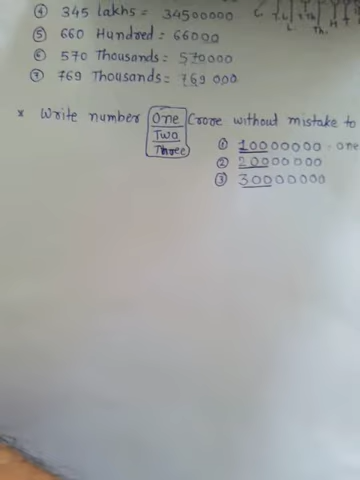 ④ 345 Lakhs = 34500000
⑤ 660 Hundred = 66000
⑥ 570 Thousands = 570000
⑦ 769 Thousands = 769 000
* Write number One Crore without mistake to
Two
Three
① 10000000 - one
② 20000000
③ 30000000